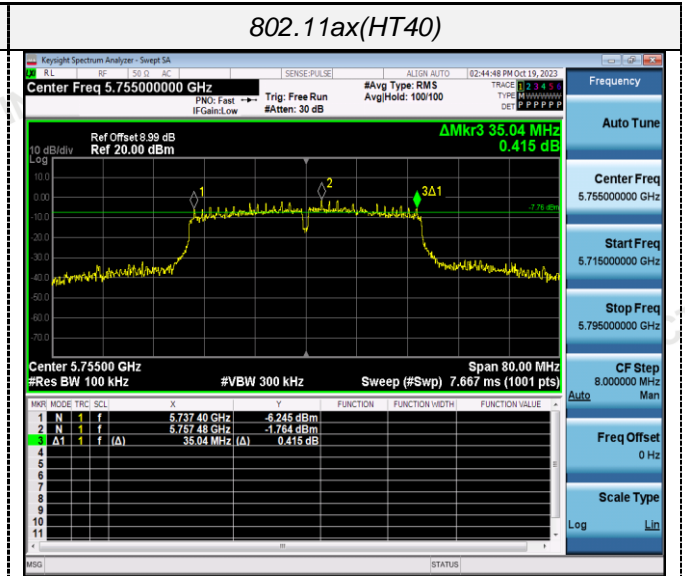 802.11ax(HT40)
Keysight Spectrum Analyzer - Swept SA
RL RF 50 Ω AC SENSE:PULSE ALIGN AUTO 02:44:48 PM Oct 19, 2023
Center Freq 5.755000000 GHz
PNO: Fast
IFGain:Low
Trig: Free Run
#Atten: 30 dB
#Avg Type: RMS
Avg|Hold: 100/100
TRACE 1 2 3 4 5 6
TYPE M WWWWW
DET P P P P P P
Ref Offset 8.99 dB
Ref 20.00 dBm
10 dB/div
Log
ΔMkr3 35.04 MHz
0.415 dB
10.0
0.00
-10.0
-20.0
-30.0
-40.0
-50.0
-60.0
-70.0
1
2
3Δ1
-7.76 dBm
Center 5.75500 GHz Span 80.00 MHz
#Res BW 100 kHz #VBW 300 kHz Sweep (#Swp) 7.667 ms (1001 pts)
MKR MODE TRC SCL X Y FUNCTION FUNCTION WIDTH FUNCTION VALUE
1 N 1 f 5.737 40 GHz -6.245 dBm
2 N 1 f 5.757 48 GHz -1.764 dBm
3 Δ1 1 f (Δ) 35.04 MHz (Δ) 0.415 dB
4
5
6
7
8
9
10
11
MSG STATUS
Frequency
Auto Tune
Center Freq
5.755000000 GHz
Start Freq
5.715000000 GHz
Stop Freq
5.795000000 GHz
CF Step
8.000000 MHz
Auto Man
Freq Offset
0 Hz
Scale Type
Log Lin